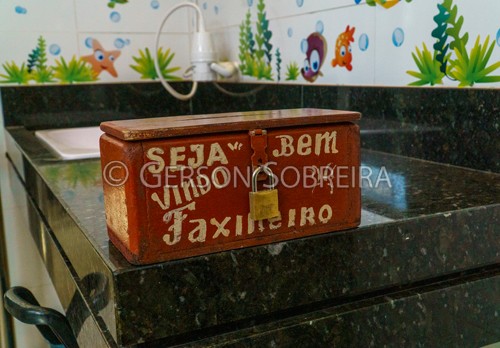 SEJA Bem
Vindo
Faxineiro
© GERSON SOBREIRA